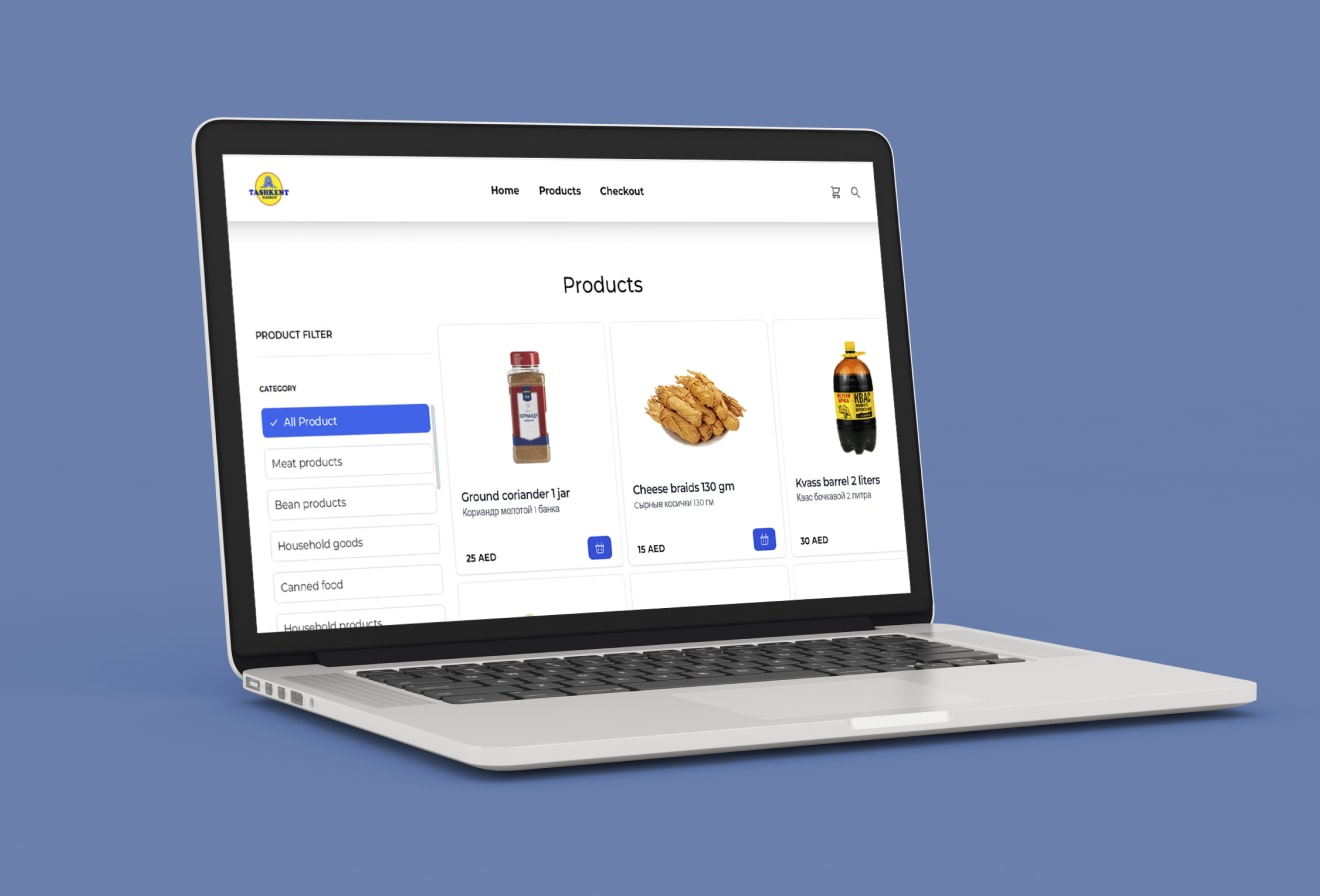 TASHKENT
MARKET
Home
Products
Checkout
Products
PRODUCT FILTER
CATEGORY
All Product
Meat products
Bean products
Household goods
Canned food
Household products
КОРИАНДР
Ground coriander 1 jar
Кориандр молотой 1 банка
25 AED
Cheese braids 130 gm
Сырные косички 130 гм
15 AED
КВАС
Kvass barrel 2 liters
Квас бочкавой 2 литра
30 AED